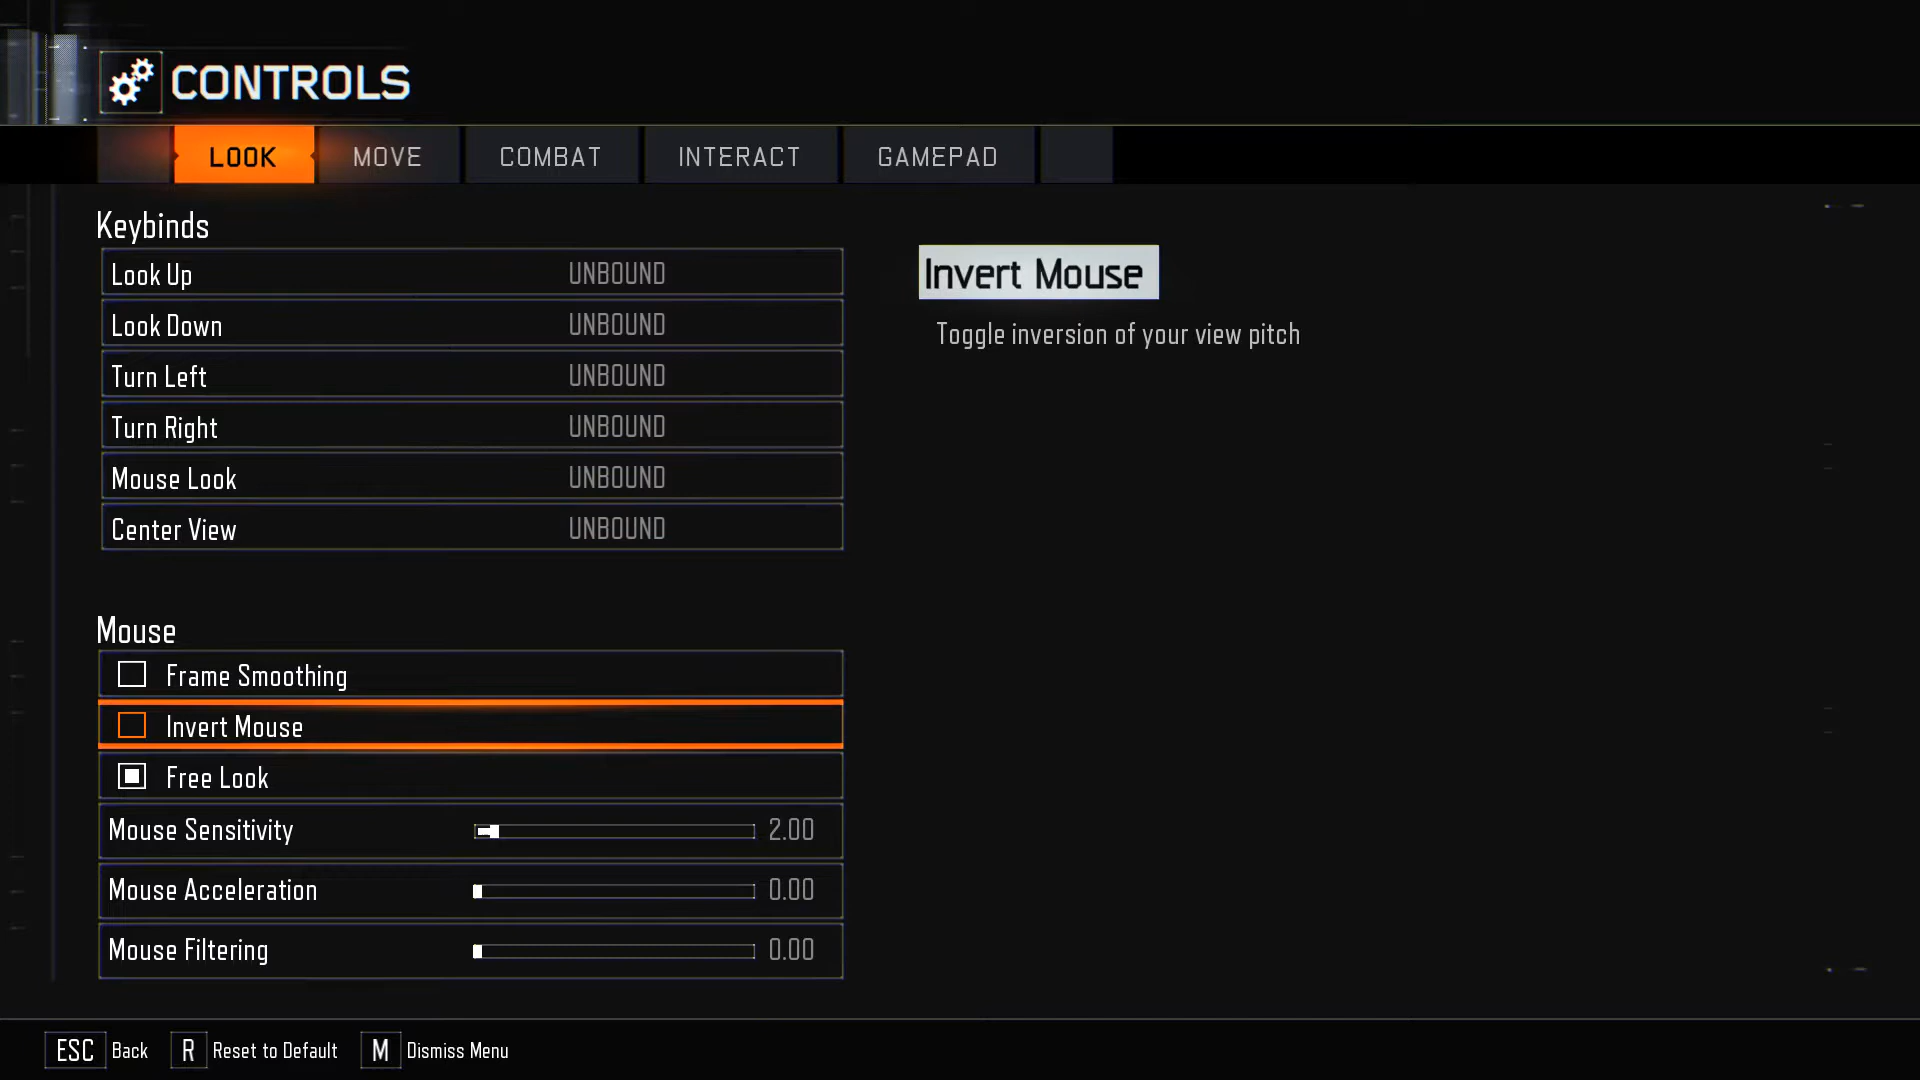 CONTROLS
LOOK MOVE COMBAT INTERACT GAMEPAD
Keybinds
Look Up UNBOUND
Look Down UNBOUND
Turn Left UNBOUND
Turn Right UNBOUND
Mouse Look UNBOUND
Center View UNBOUND
Invert Mouse
Toggle inversion of your view pitch
Mouse
Frame Smoothing
Invert Mouse
Free Look
Mouse Sensitivity 2.00
Mouse Acceleration 0.00
Mouse Filtering 0.00
ESC Back R Reset to Default M Dismiss Menu